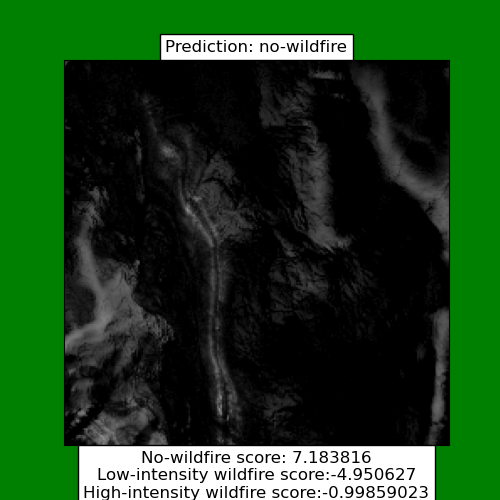 Prediction: no-wildfire
No-wildfire score: 7.183816
Low-intensity wildfire score:-4.950627
High-intensity wildfire score:-0.99859023